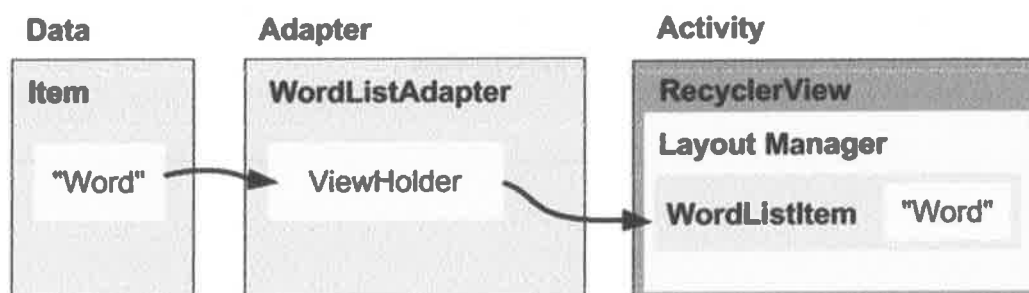 Data
Adapter
Activity
Item
WordListAdapter
RecyclerView
Layout Manager
"Word"
ViewHolder
WordListItem
"Word"